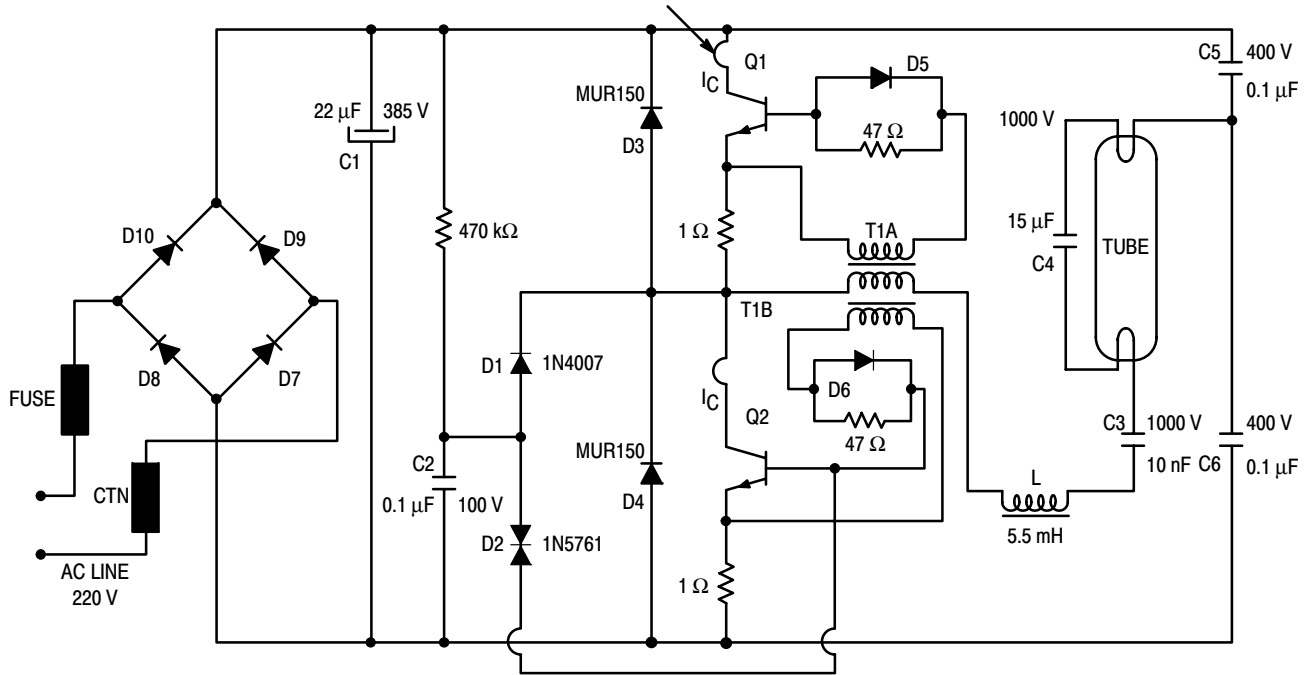 Q1
D5
C5
400 V
0.1 µF
22 µF
385 V
C1
MUR150
D3
I_C
47 Ω
1000 V
D10
D9
470 kΩ
1 Ω
T1A
15 µF
C4
TUBE
T1B
FUSE
D8
D7
D1
1N4007
D6
I_C
Q2
47 Ω
C3
1000 V
10 nF
400 V
C6
0.1 µF
CTN
C2
0.1 µF
100 V
MUR150
D4
L
5.5 mH
D2
1N5761
AC LINE
220 V
1 Ω